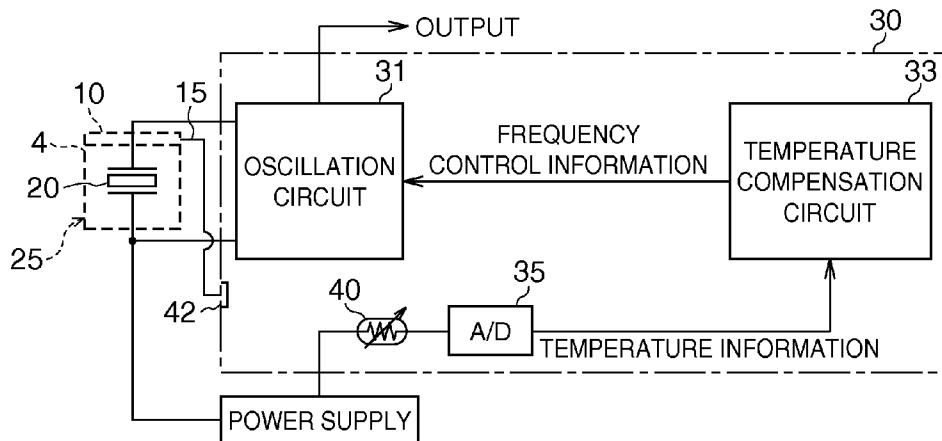 OUTPUT
30
31
33
10
15
4
FREQUENCY
CONTROL INFORMATION
OSCILLATION
CIRCUIT
TEMPERATURE
COMPENSATION
CIRCUIT
20
25
42
40
35
A/D
TEMPERATURE INFORMATION
POWER SUPPLY